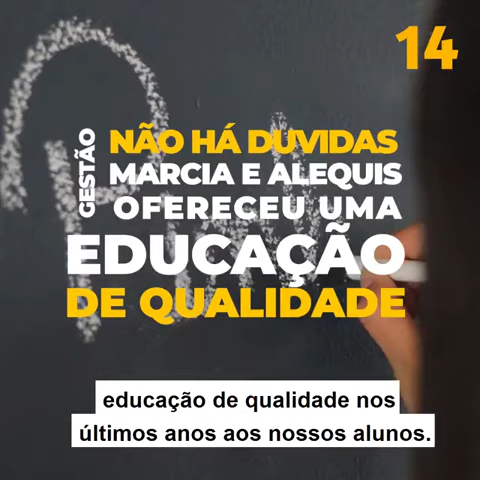 14
GESTÃO
NÃO HÁ DUVIDAS
MARCIA E ALEQUIS
OFERECEU UMA
EDUCAÇÃO
DE QUALIDADE
educação de qualidade nos
últimos anos aos nossos alunos.